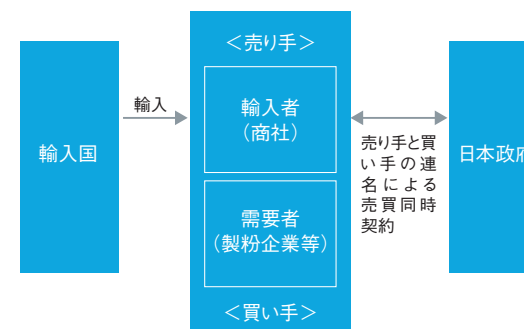 輸入国
輸入
<売り手>
輸入者
(商社)
需要者
(製粉企業等)
<買い手>
売り手と買
い手の連
名による
売買同時
契約
日本政府